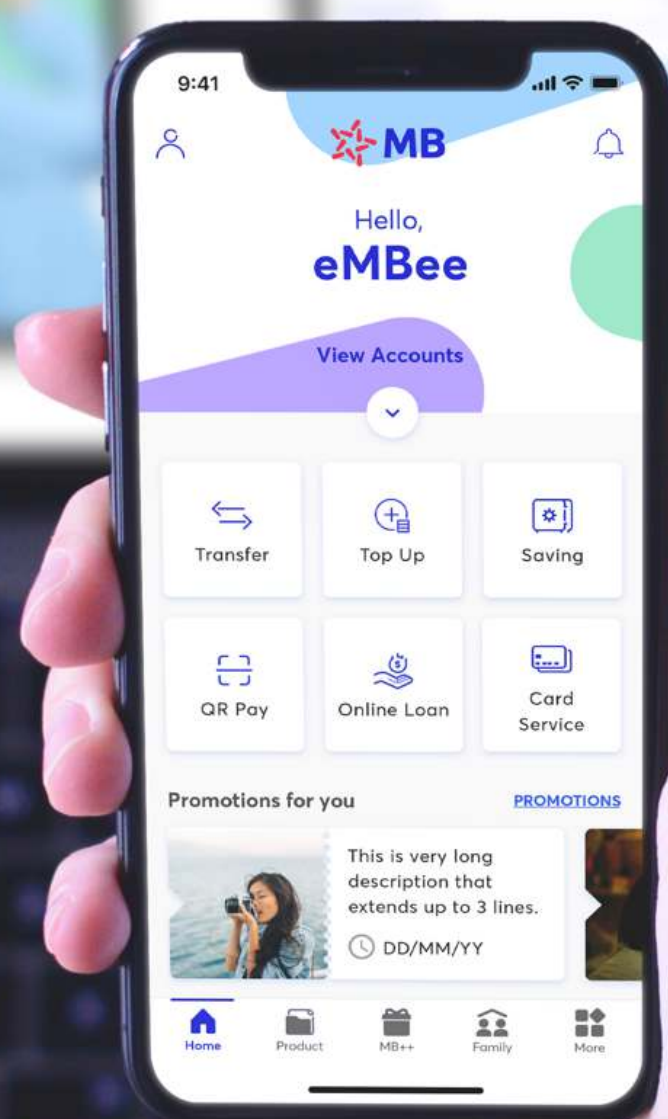 9:41
MB
Hello,
eMBee
View Accounts
Transfer
Top Up
Saving
QR Pay
Online Loan
Card
Service
Promotions for you
PROMOTIONS
This is very long
description that
extends up to 3 lines.
DD/MM/YY
Home
Product
MB++
Family
More